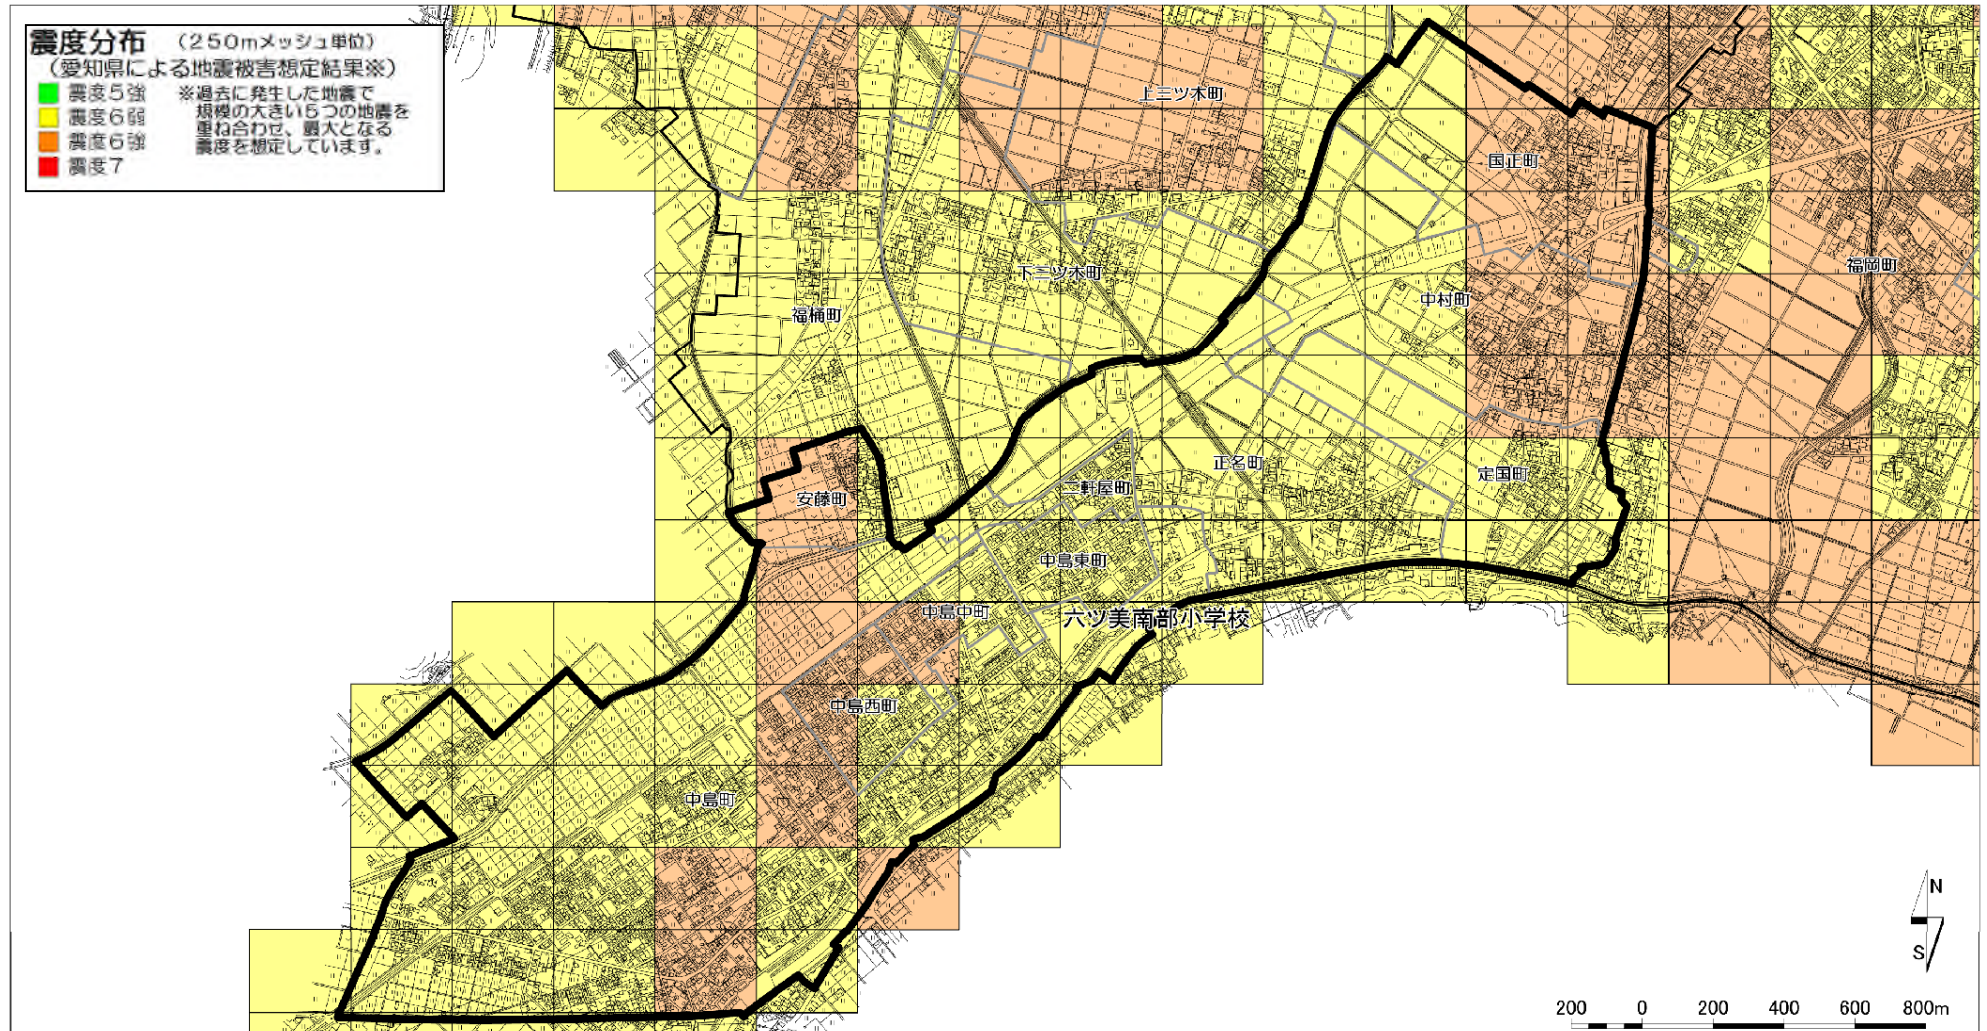 震度分布 (250mメッシュ単位)
(愛知県による地震被害想定結果※)
震度5強
震度6弱
震度6強
震度7
※過去に発生した地震で
規模の大きい5つの地震を
重ね合わせ、最大となる
震度を想定しています。
上三ツ木町
国正町
下三ツ木町
福岡町
中村町
福桶町
正名町
定国町
二軒屋町
安藤町
中島東町
中島中町
六ツ美南部小学校
中島西町
中島町
N
S
200 0 200 400 600 800m